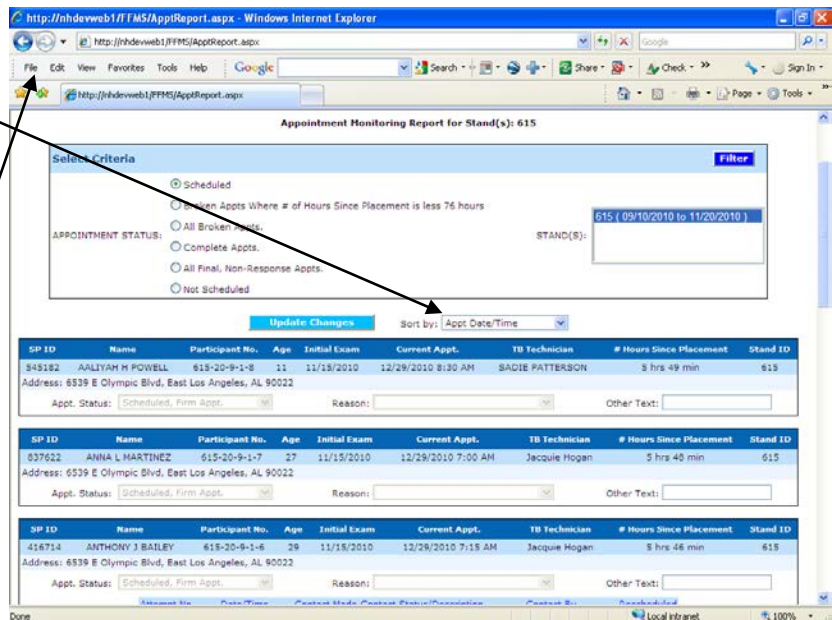 http://nhdevweb1/FFMS/ApptReport.aspx - Windows Internet Explorer
http://nhdevweb1/FFMS/ApptReport.aspx Google
File Edit View Favorites Tools Help Google Search Share Check Sign In
http://nhdevweb1/FFMS/ApptReport.aspx Page Tools
Appointment Monitoring Report for Stand(s): 615
Select Criteria Filter
APPOINTMENT STATUS:
Scheduled
Broken Appts Where # of Hours Since Placement is less 76 hours
All Broken Appts.
Complete Appts.
All Final, Non-Response Appts.
Not Scheduled
STAND(S):
615 ( 09/10/2010 to 11/20/2010 )
Update Changes Sort by: Appt Date/Time
SP ID Name Participant No. Age Initial Exam Current Appt. TB Technician # Hours Since Placement Stand ID
545182 AALIYAH M POWELL 615-20-9-1-8 11 11/15/2010 12/29/2010 8:30 AM SADIE PATTERSON 5 hrs 49 min 615
Address: 6539 E Olympic Blvd, East Los Angeles, AL 90022
Appt. Status: Scheduled, Firm Appt. Reason: Other Text:
SP ID Name Participant No. Age Initial Exam Current Appt. TB Technician # Hours Since Placement Stand ID
837622 ANNA L MARTINEZ 615-20-9-1-7 27 11/15/2010 12/29/2010 7:00 AM Jacquie Hogan 5 hrs 48 min 615
Address: 6539 E Olympic Blvd, East Los Angeles, AL 90022
Appt. Status: Scheduled, Firm Appt. Reason: Other Text:
SP ID Name Participant No. Age Initial Exam Current Appt. TB Technician # Hours Since Placement Stand ID
416714 ANTHONY J BAILEY 615-20-9-1-6 29 11/15/2010 12/29/2010 7:15 AM Jacquie Hogan 5 hrs 46 min 615
Address: 6539 E Olympic Blvd, East Los Angeles, AL 90022
Appt. Status: Scheduled, Firm Appt. Reason: Other Text:
Attempt No. Date/Time Contact Made Contact Status/Description Contact By Rescheduled
Done Local intranet 100%